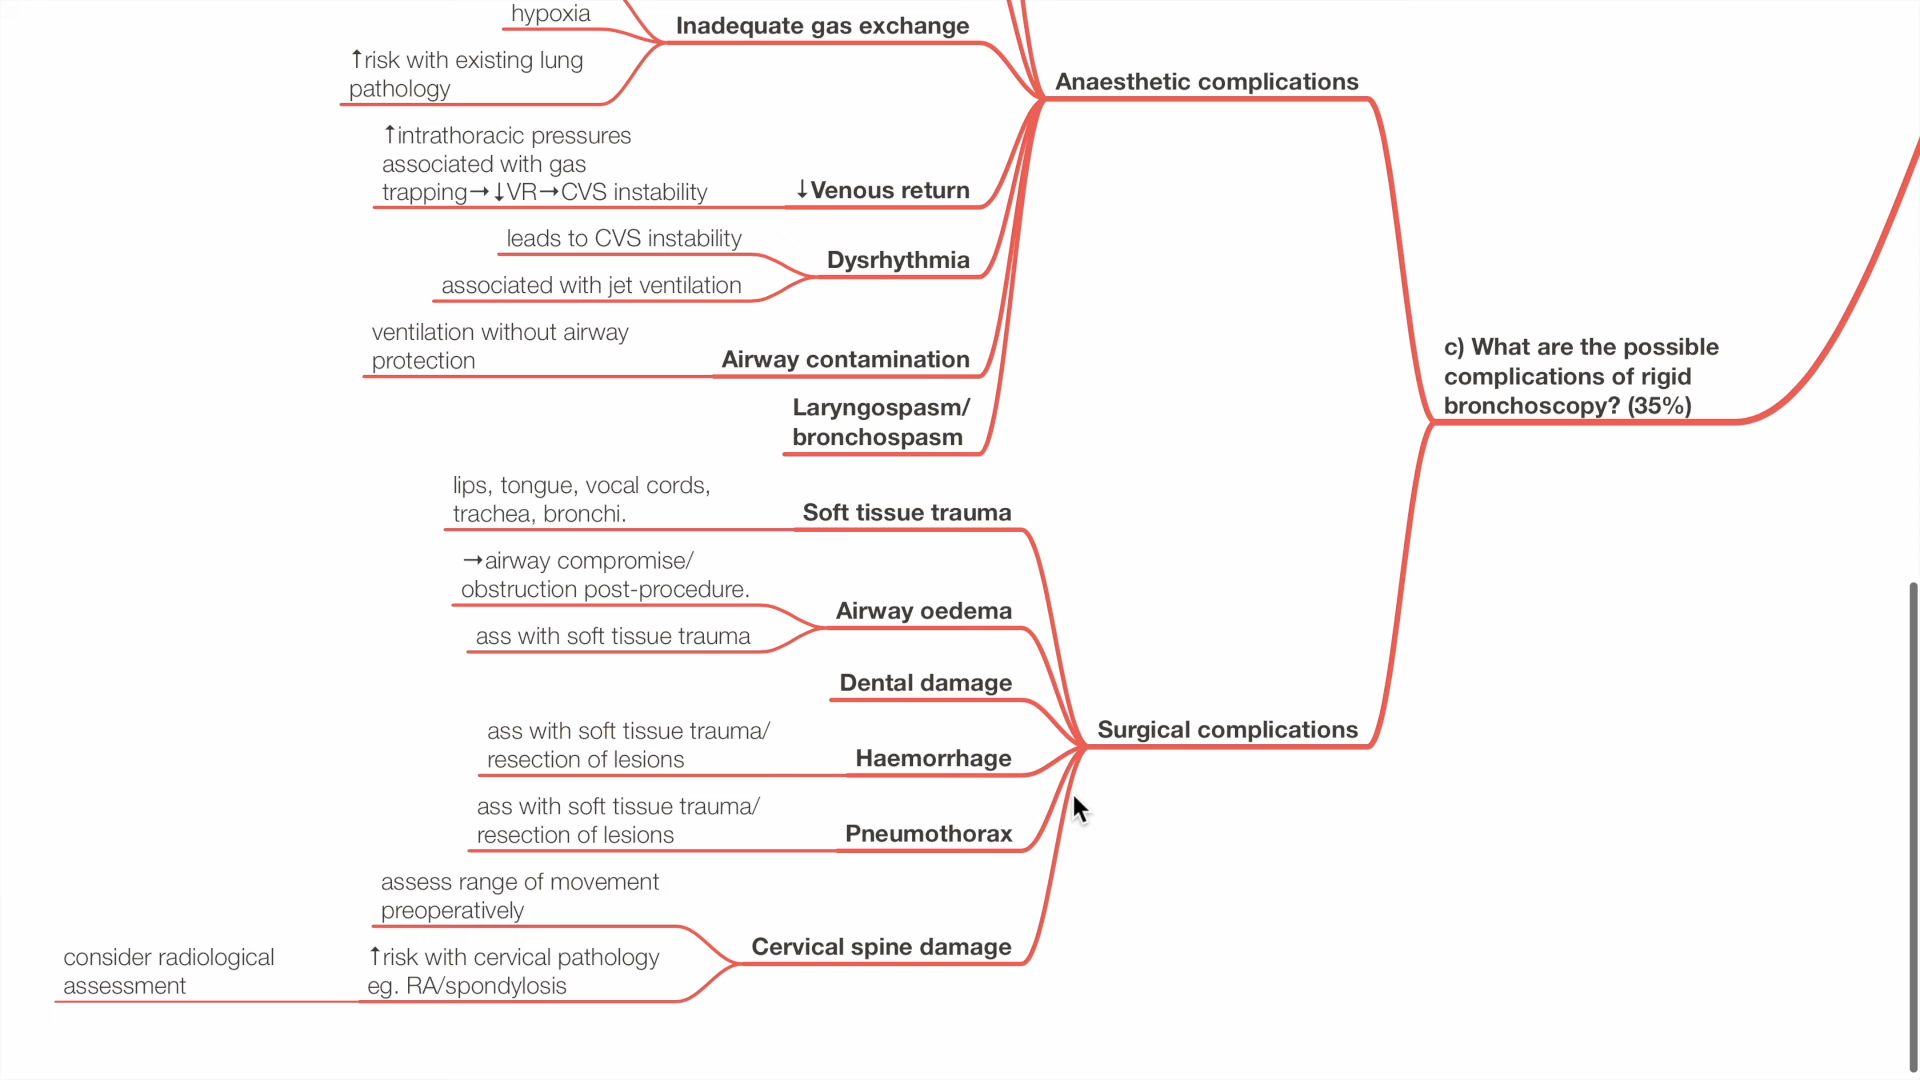 hypoxia
Inadequate gas exchange
↑risk with existing lung
pathology
Anaesthetic complications
↑intrathoracic pressures
associated with gas
trapping→↓VR→CVS instability
↓Venous return
leads to CVS instability
Dysrhythmia
associated with jet ventilation
ventilation without airway
protection
Airway contamination
Laryngospasm/
bronchospasm
c) What are the possible
complications of rigid
bronchoscopy? (35%)
lips, tongue, vocal cords,
trachea, bronchi.
Soft tissue trauma
→airway compromise/
obstruction post-procedure.
Airway oedema
ass with soft tissue trauma
Dental damage
Surgical complications
ass with soft tissue trauma/
resection of lesions
Haemorrhage
ass with soft tissue trauma/
resection of lesions
Pneumothorax
assess range of movement
preoperatively
Cervical spine damage
↑risk with cervical pathology
eg. RA/spondylosis
consider radiological
assessment